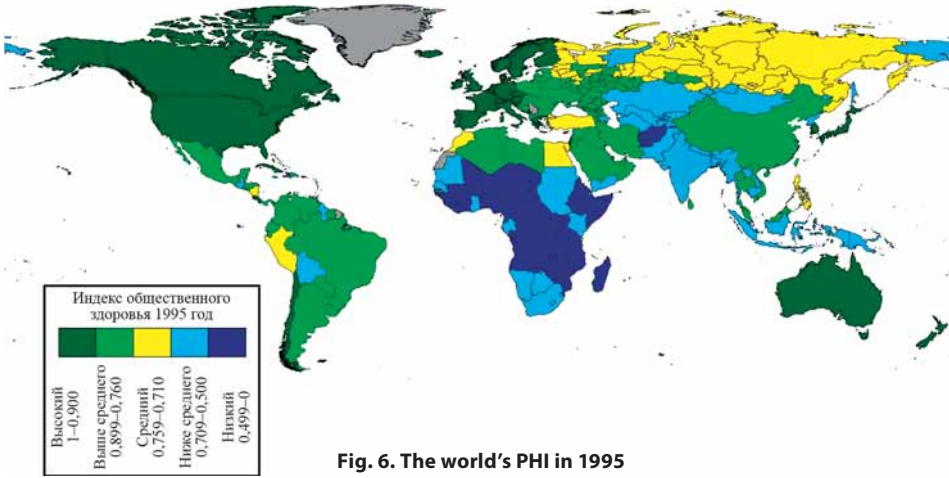 Индекс общественного
здоровья 1995 год
Высокий
1–0,900
Выше среднего
0,899–0,760
Средний
0,759–0,710
Ниже среднего
0,709–0,500
Низкий
0,499–0
Fig. 6. The world's PHI in 1995